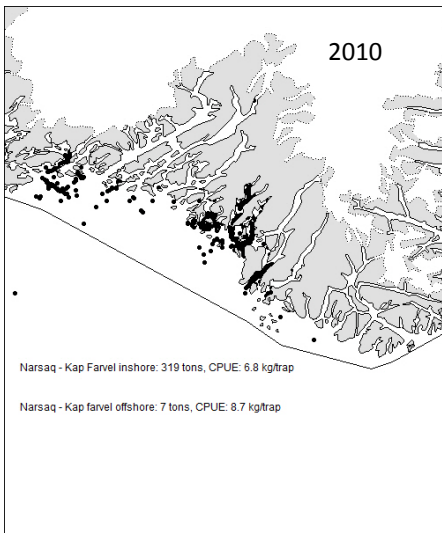 2010
Narsaq - Kap Farvel inshore: 319 tons, CPUE: 6.8 kg/trap
Narsaq - Kap farvel offshore: 7 tons, CPUE: 8.7 kg/trap